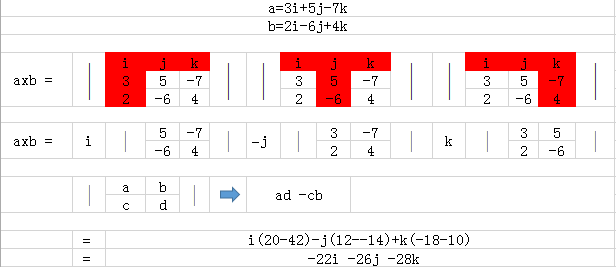 a=3i+5j-7k
b=2i-6j+4k
i j k i j k i j k
axb = | 3 5 -7 | | 3 5 -7 | | 3 5 -7 |
2 -6 4 2 -6 4 2 -5 4
axb = i | 5 -7 | -j | 3 -7 | k | 3 5 |
-6 4 2 4 2 -6
| a b | ad -cb
c d
= i(20-42)-j(12--14)+k(-18-10)
= -22i -26j -28k